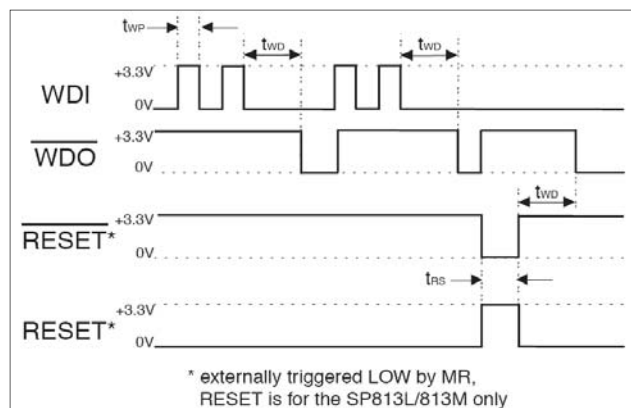 tWP
tWD
tWD
WDI
+3.3V
0V
WDO
+3.3V
0V
tWD
RESET*
+3.3V
0V
tRS
RESET*
+3.3V
0V
* externally triggered LOW by MR,
RESET is for the SP813L/813M only